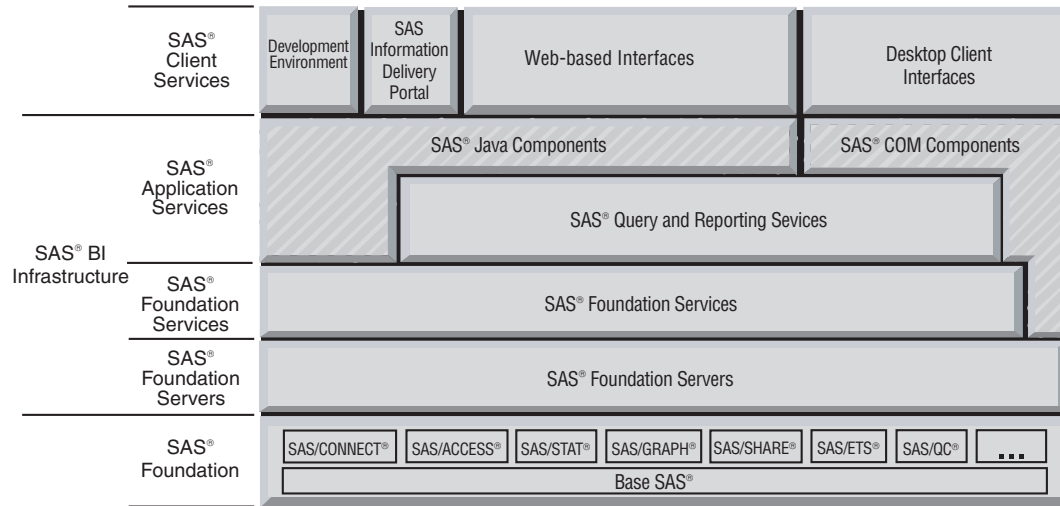 SAS®
Client
Services
Development
Environment
SAS
Information
Delivery
Portal
Web-based Interfaces
Desktop Client
Interfaces
SAS® BI
Infrastructure
SAS®
Application
Services
SAS® Java Components
SAS® COM Components
SAS® Query and Reporting Sevices
SAS®
Foundation
Services
SAS® Foundation Services
SAS®
Foundation
Servers
SAS® Foundation Servers
SAS®
Foundation
SAS/CONNECT®
SAS/ACCESS®
SAS/STAT®
SAS/GRAPH®
SAS/SHARE®
SAS/ETS®
SAS/QC®
...
Base SAS®